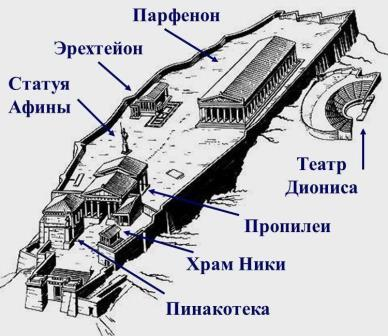 Парфенон
Эрехтейон
Статуя
Афины
Театр
Диониса
Пропилеи
Храм Ники
Пинакотека